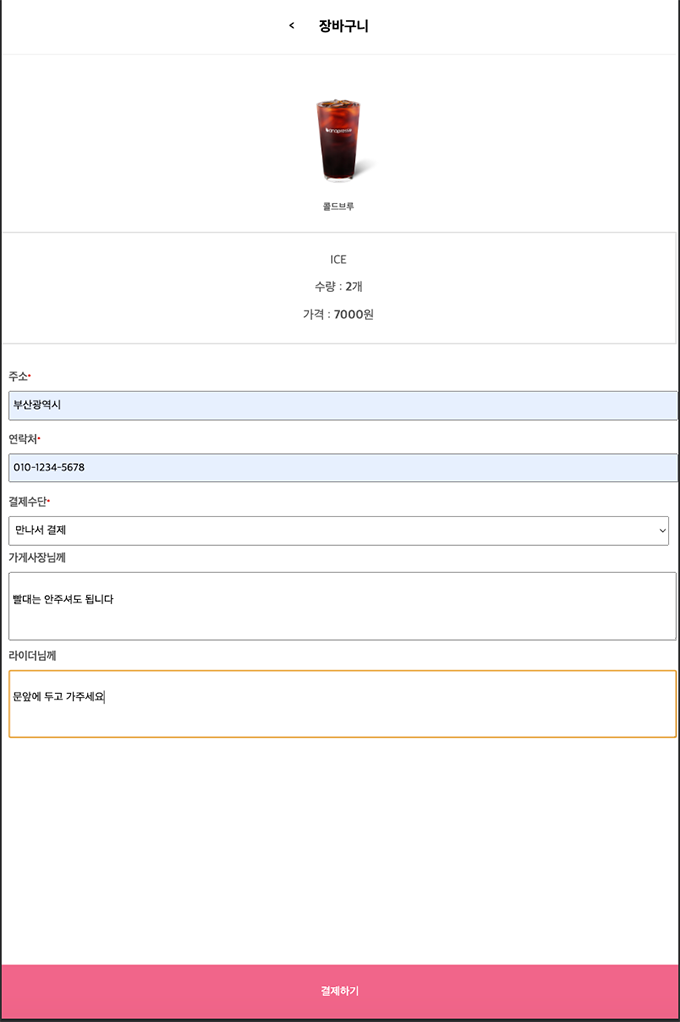 < 장바구니
콜드브루
ICE
수량 : 2개
가격 : 7000원
주소*
부산광역시
연락처*
010-1234-5678
결제수단*
만나서 결제
가게사장님께
빨대는 안주셔도 됩니다
라이더님께
문앞에 두고 가주세요
결제하기